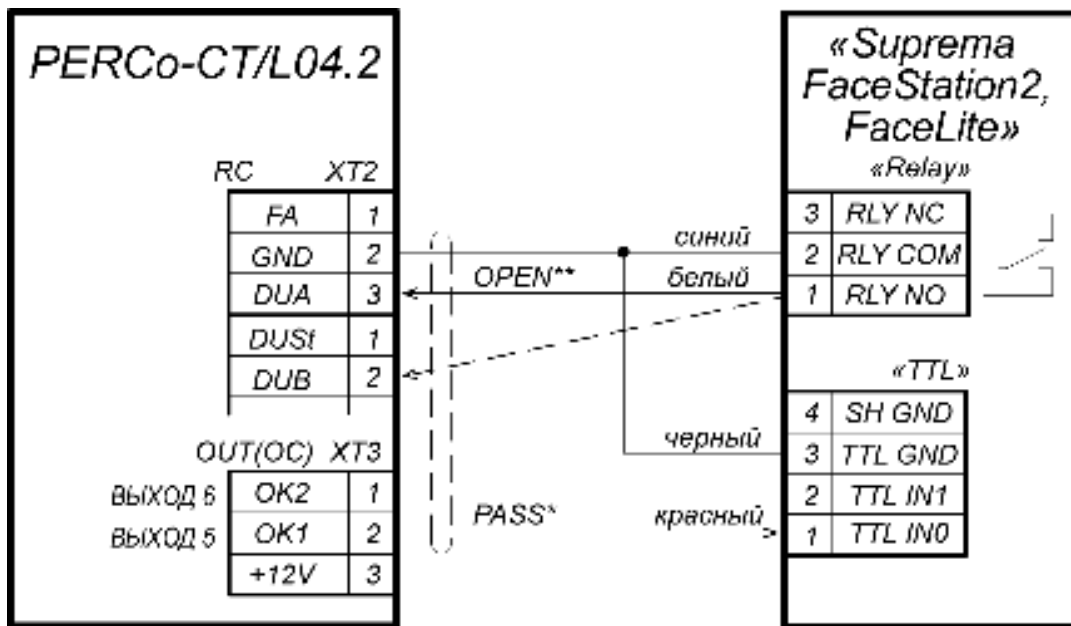 PERCo-CT/L04.2
RC XT2
FA 1
GND 2
DUA 3
DUSt 1
DUB 2
OUT(OC) XT3
ВЫХОД 6 OK2 1
ВЫХОД 5 OK1 2
+12V 3
OPEN**
PASS*
синий
белый
черный
красный
«Suprema
FaceStation2,
FaceLite»
«Relay»
3 RLY NC
2 RLY COM
1 RLY NO
«TTL»
4 SH GND
3 TTL GND
2 TTL IN1
1 TTL IN0